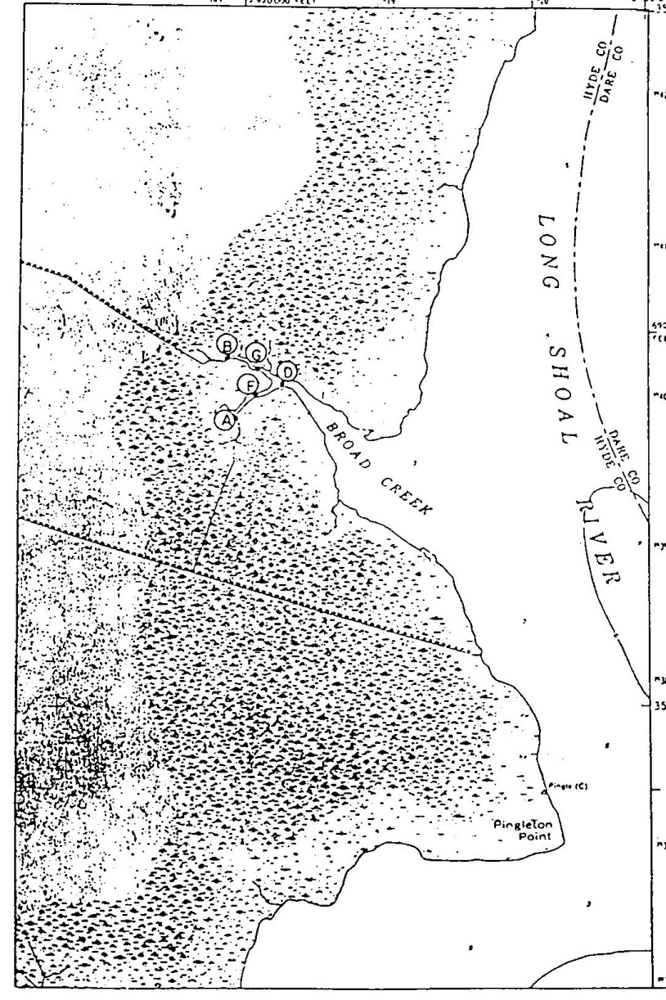 HYDE CO
DARE CO
LONG SHOAL
RIVER
B
G
D
F
A
BROAD CREEK
DARE CO
HYDE CO
Pingle (C)
Pingleton
Point